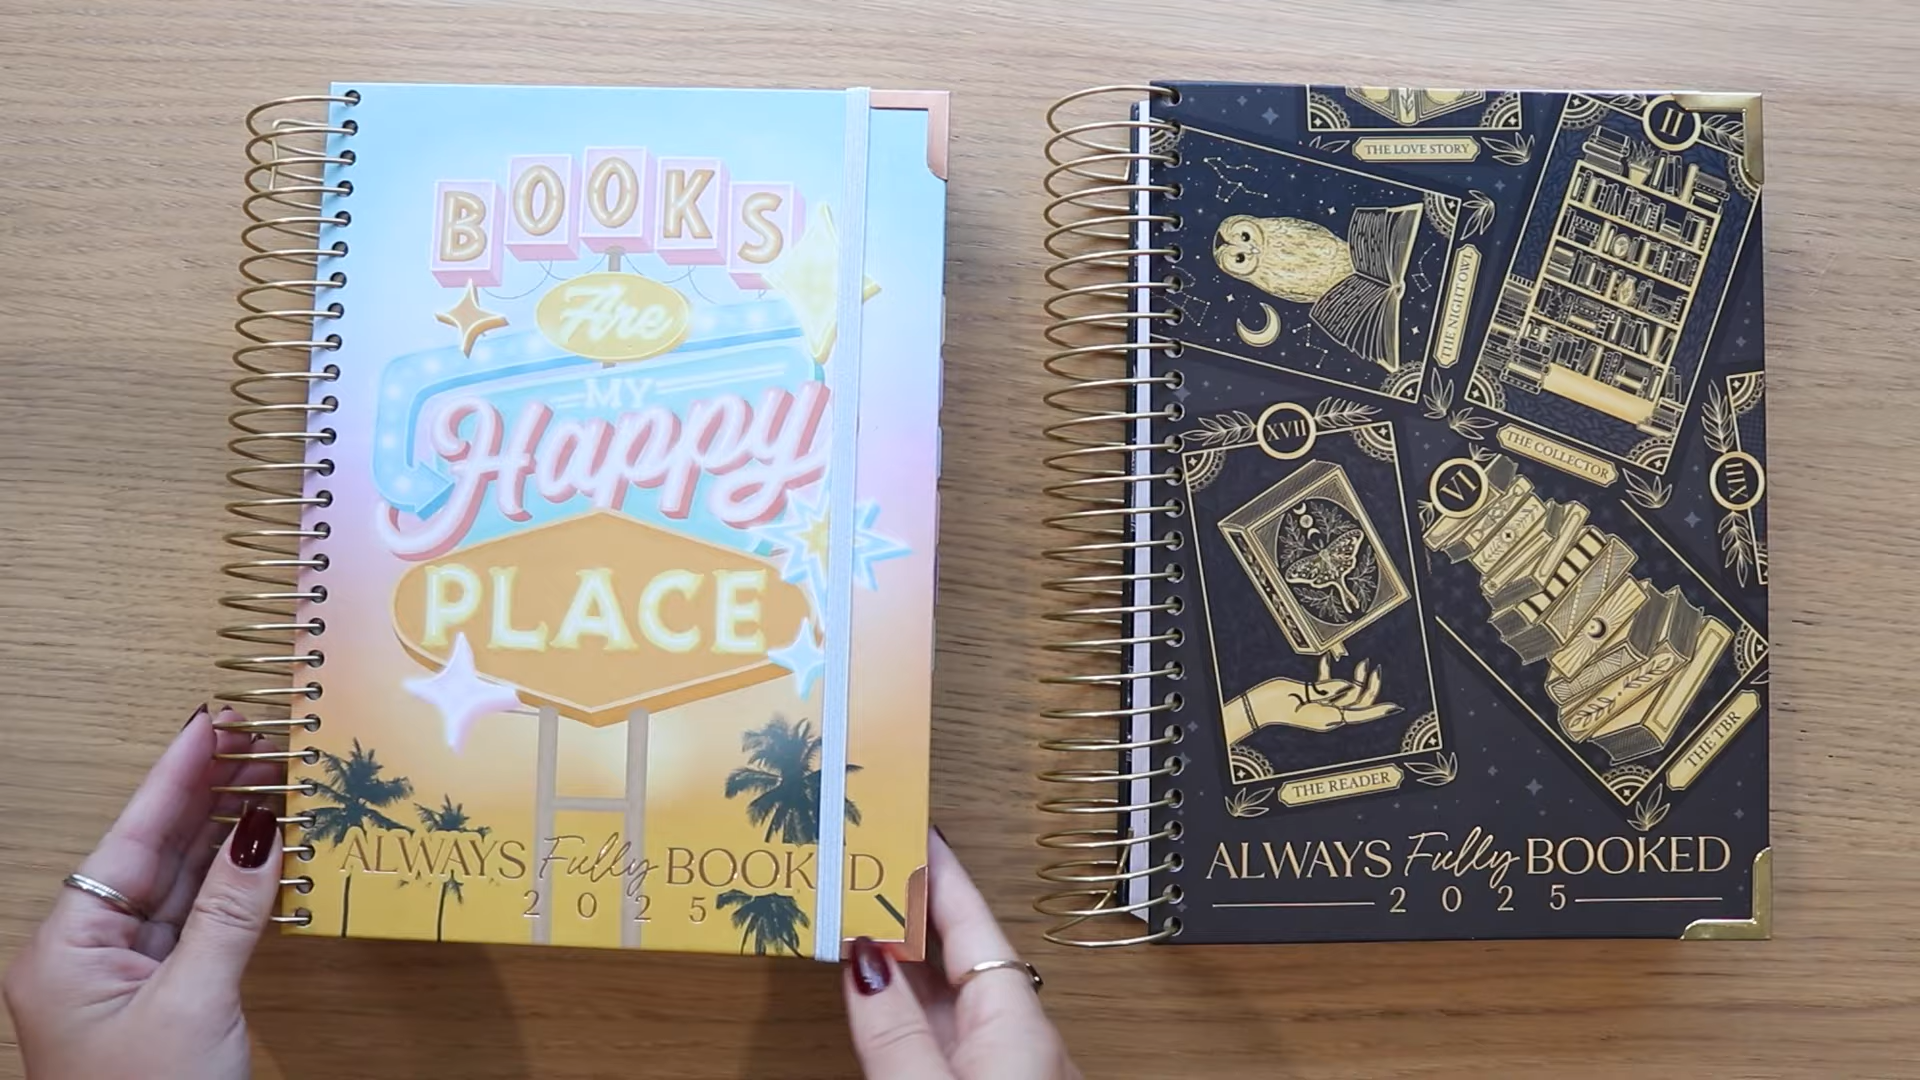 BOOKS
Are
MY
Happy
PLACE
ALWAYS Fully BOOKED
2025
THE LOVE STORY
II
THE NIGHT OWL
THE COLLECTOR
XVII
VI
XIII
THE READER
THE TBR
ALWAYS Fully BOOKED
2025